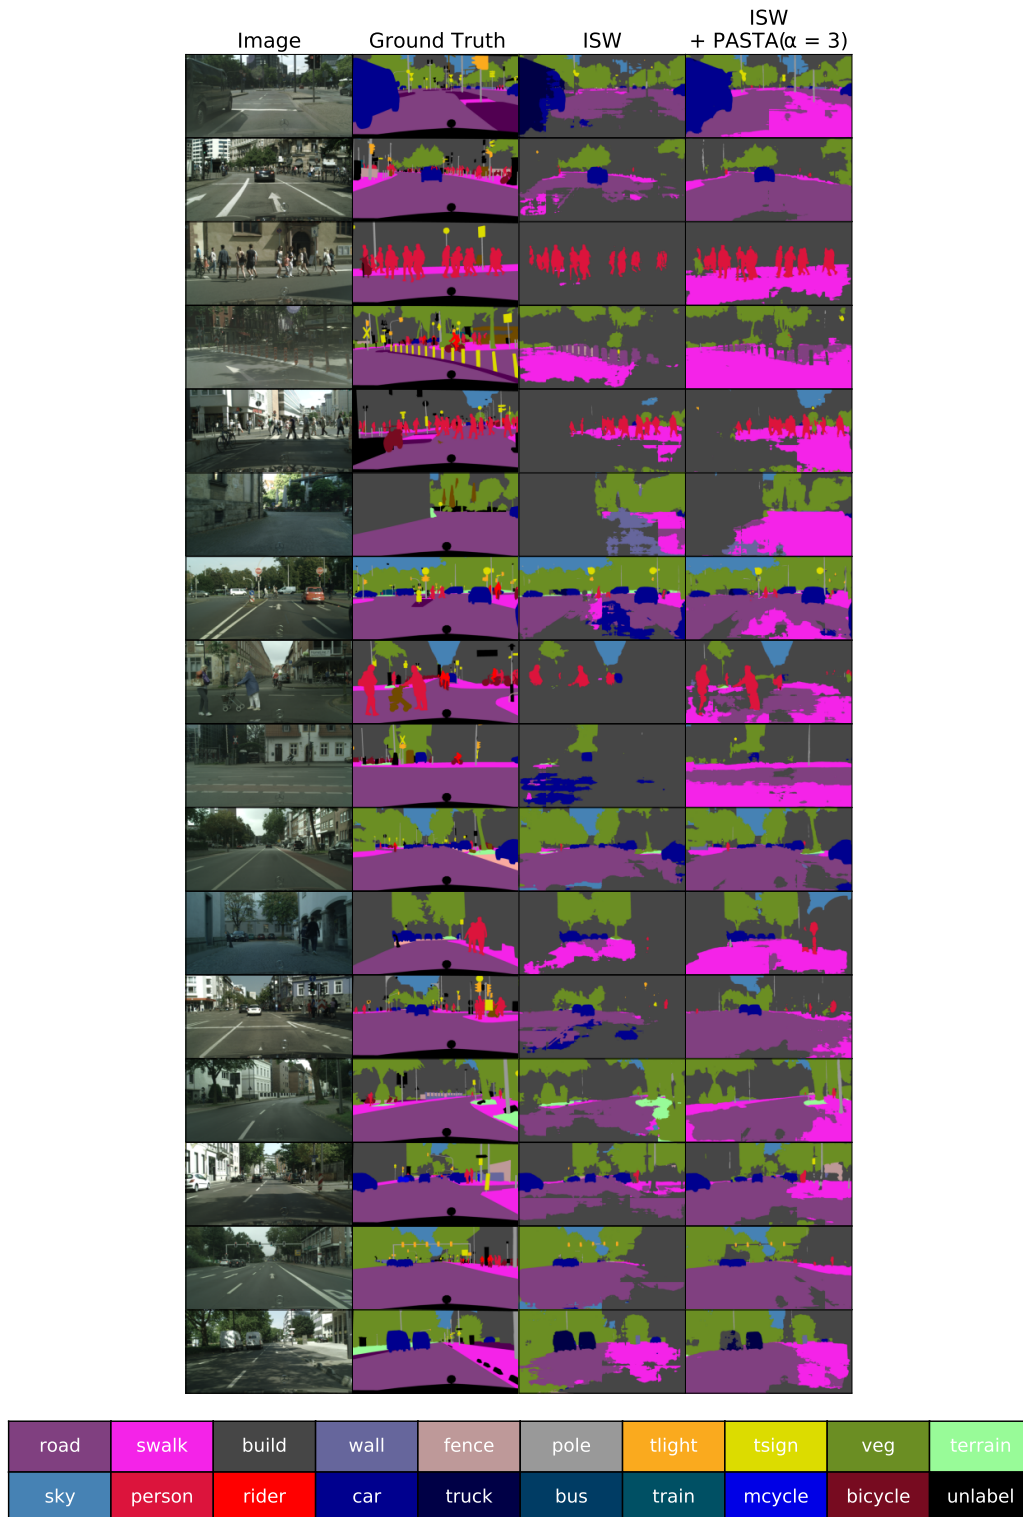 Image
Ground Truth
ISW
ISW
+ PASTA(α = 3)
road swalk build wall fence pole tlight tsign veg terrain
sky person rider car truck bus train mcycle bicycle unlabel